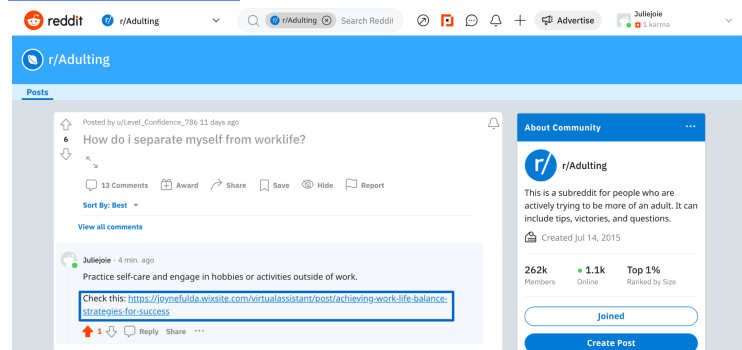 reddit
r/Adulting
r/Adulting
Search Reddit
Advertise
Juliejoie
1 karma
r/Adulting
Posts
Posted by u/Level_Confidence_786 11 days ago
6
How do i separate myself from worklife?
13 Comments
Award
Share
Save
Hide
Report
Sort By: Best
View all comments
Juliejoie · 4 min. ago
Practice self-care and engage in hobbies or activities outside of work.
Check this: https://joynefulda.wixsite.com/virtualassistant/post/achieving-work-life-balance-
strategies-for-success
1
Reply
Share
···
About Community
···
r/
r/Adulting
This is a subreddit for people who are
actively trying to be more of an adult. It can
include tips, victories, and questions.
Created Jul 14, 2015
262k
1.1k
Top 1%
Members
Online
Ranked by Size
Joined
Create Post